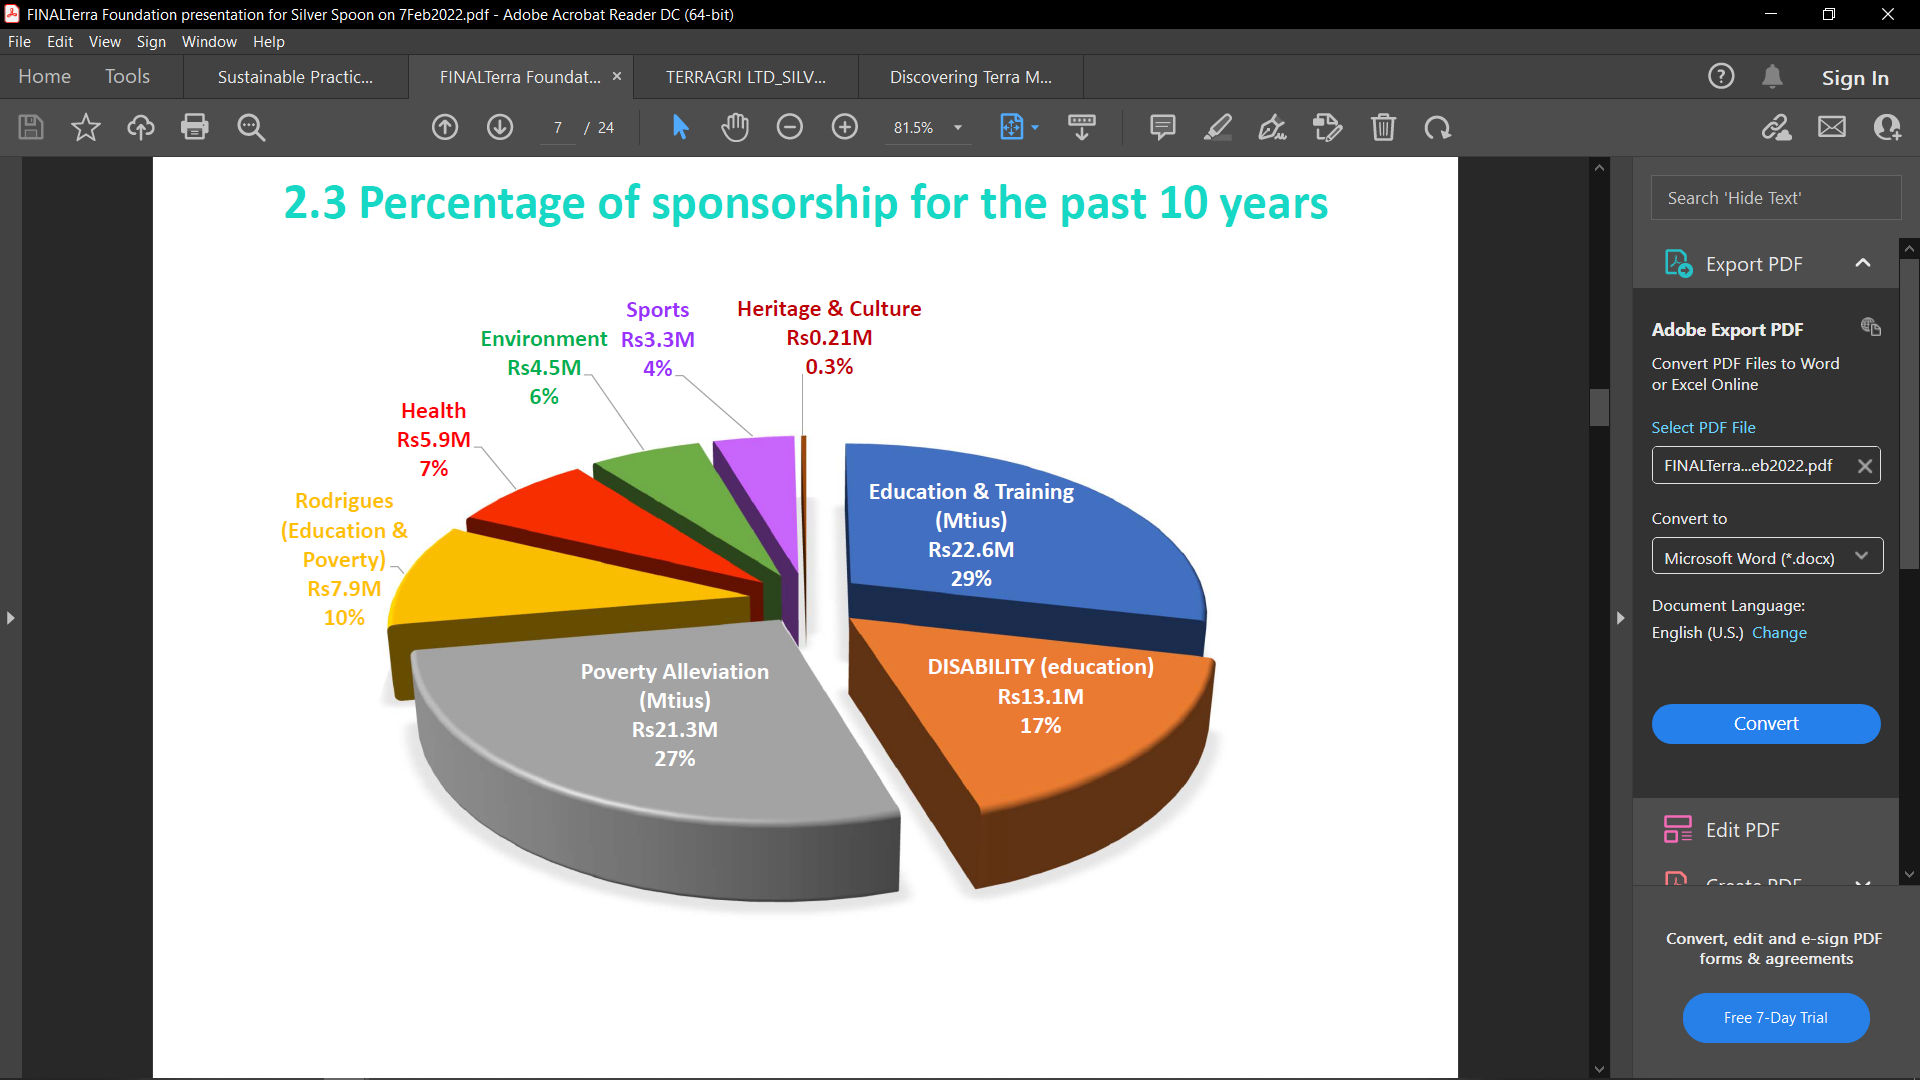 FINALTerra Foundation presentation for Silver Spoon on 7Feb2022.pdf - Adobe Acrobat Reader DC (64-bit)
File Edit View Sign Window Help
Home Tools Sustainable Practic... FINALTerra Foundat... × TERRAGRI LTD_SILV... Discovering Terra M... Sign In
7 / 24 81.5%
2.3 Percentage of sponsorship for the past 10 years
Sports
Rs3.3M
4%
Heritage & Culture
Rs0.21M
0.3%
Environment
Rs4.5M
6%
Health
Rs5.9M
7%
Rodrigues
(Education &
Poverty)
Rs7.9M
10%
Education & Training
(Mtius)
Rs22.6M
29%
DISABILITY (education)
Rs13.1M
17%
Poverty Alleviation
(Mtius)
Rs21.3M
27%
Search 'Hide Text'
Export PDF
Adobe Export PDF
Convert PDF Files to Word
or Excel Online
Select PDF File
FINALTerra...eb2022.pdf
Convert to
Microsoft Word (*.docx)
Document Language:
English (U.S.) Change
Convert
Edit PDF
Create PDF
Convert, edit and e-sign PDF
forms & agreements
Free 7-Day Trial